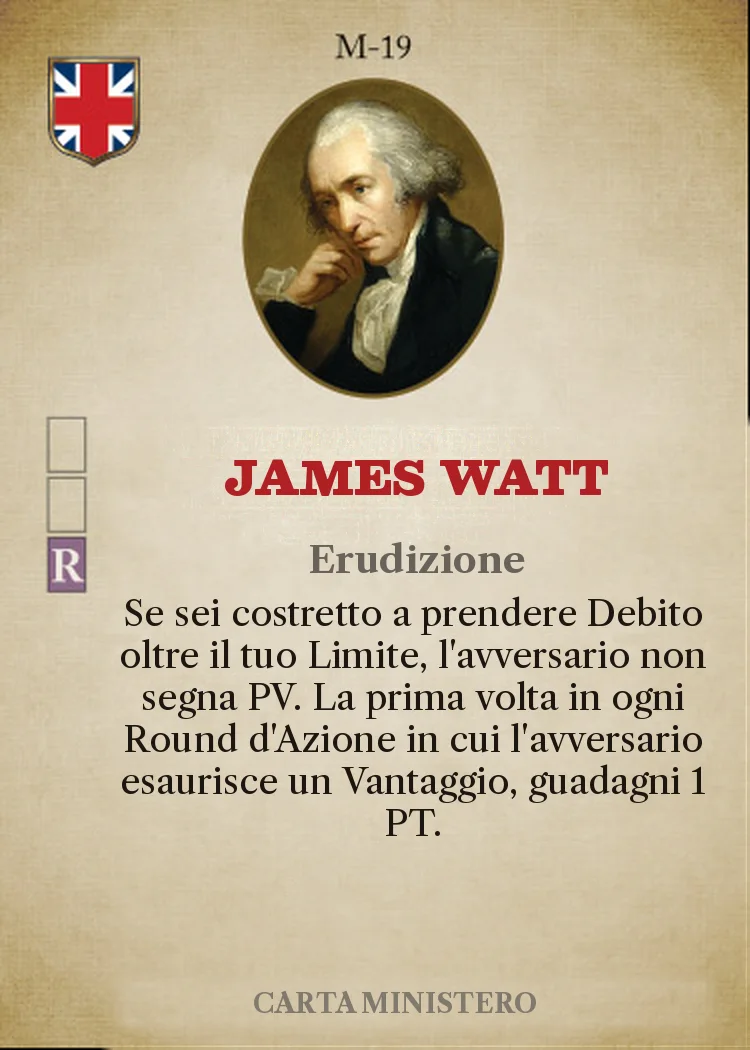 M-19
JAMES WATT
Erudizione
R
Se sei costretto a prendere Debito
oltre il tuo Limite, l'avversario non
segna PV. La prima volta in ogni
Round d'Azione in cui l'avversario
esaurisce un Vantaggio, guadagni 1
PT.
CARTA MINISTERO